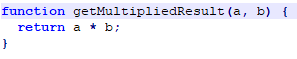 function getMultipliedResult(a, b) {
  return a * b;
}